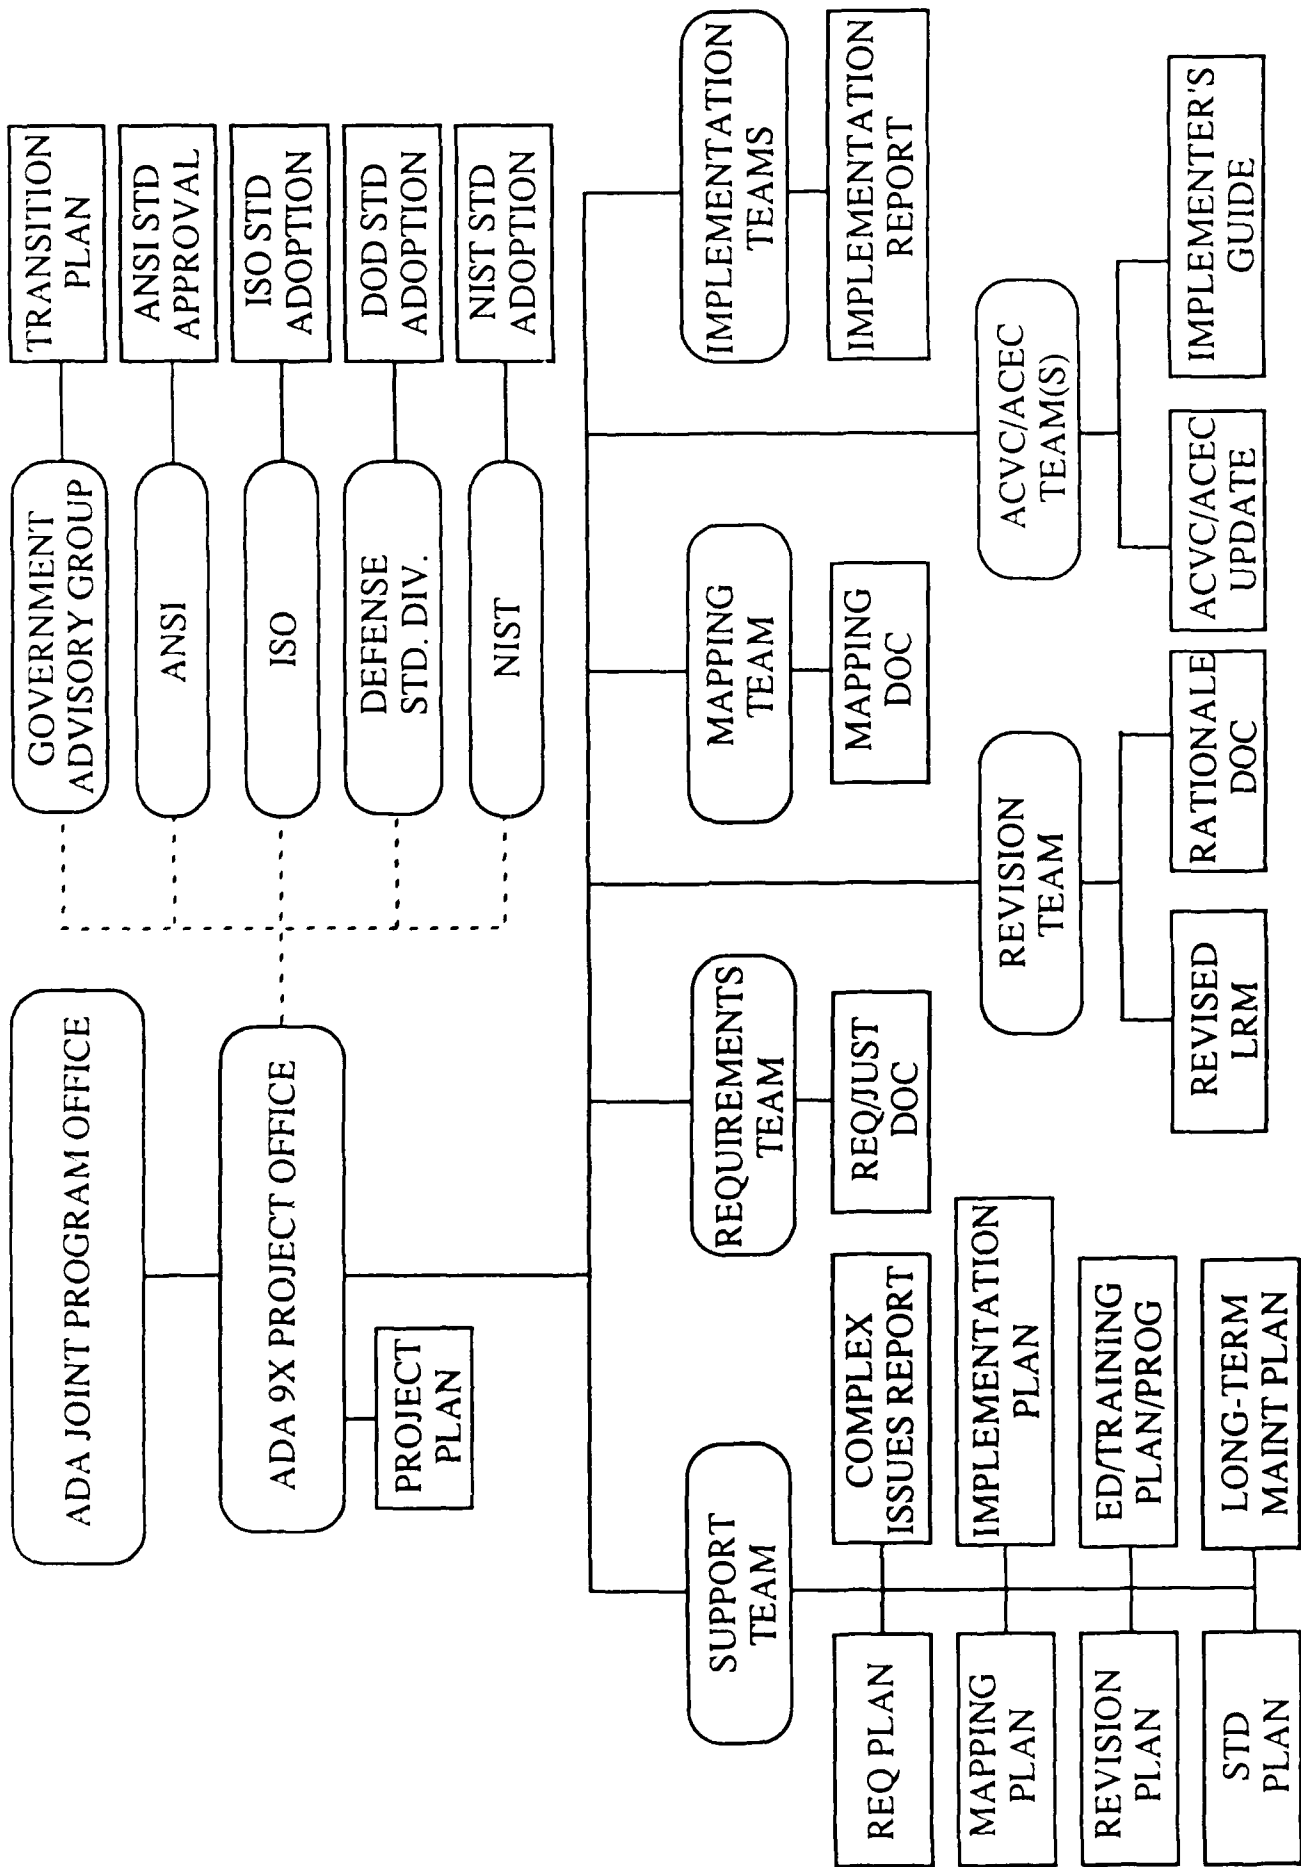 ADA JOINT PROGRAM OFFICE
ADA 9X PROJECT OFFICE
PROJECT
PLAN
GOVERNMENT
ADVISORY GROUP
TRANSITION
PLAN
ANSI
ANSI STD
APPROVAL
ISO
ISO STD
ADOPTION
DEFENSE
STD. DIV.
DOD STD
ADOPTION
NIST
NIST STD
ADOPTION
SUPPORT
TEAM
REQ PLAN
COMPLEX
ISSUES REPORT
MAPPING
PLAN
IMPLEMENTATION
PLAN
REVISION
PLAN
ED/TRAINING
PLAN/PROG
STD
PLAN
LONG-TERM
MAINT PLAN
REQUIREMENTS
TEAM
REQ/JUST
DOC
REVISION
TEAM
REVISED
LRM
RATIONALE
DOC
MAPPING
TEAM
MAPPING
DOC
ACVC/ACEC
TEAM(S)
ACVC/ACEC
UPDATE
IMPLEMENTER'S
GUIDE
IMPLEMENTATION
TEAMS
IMPLEMENTATION
REPORT